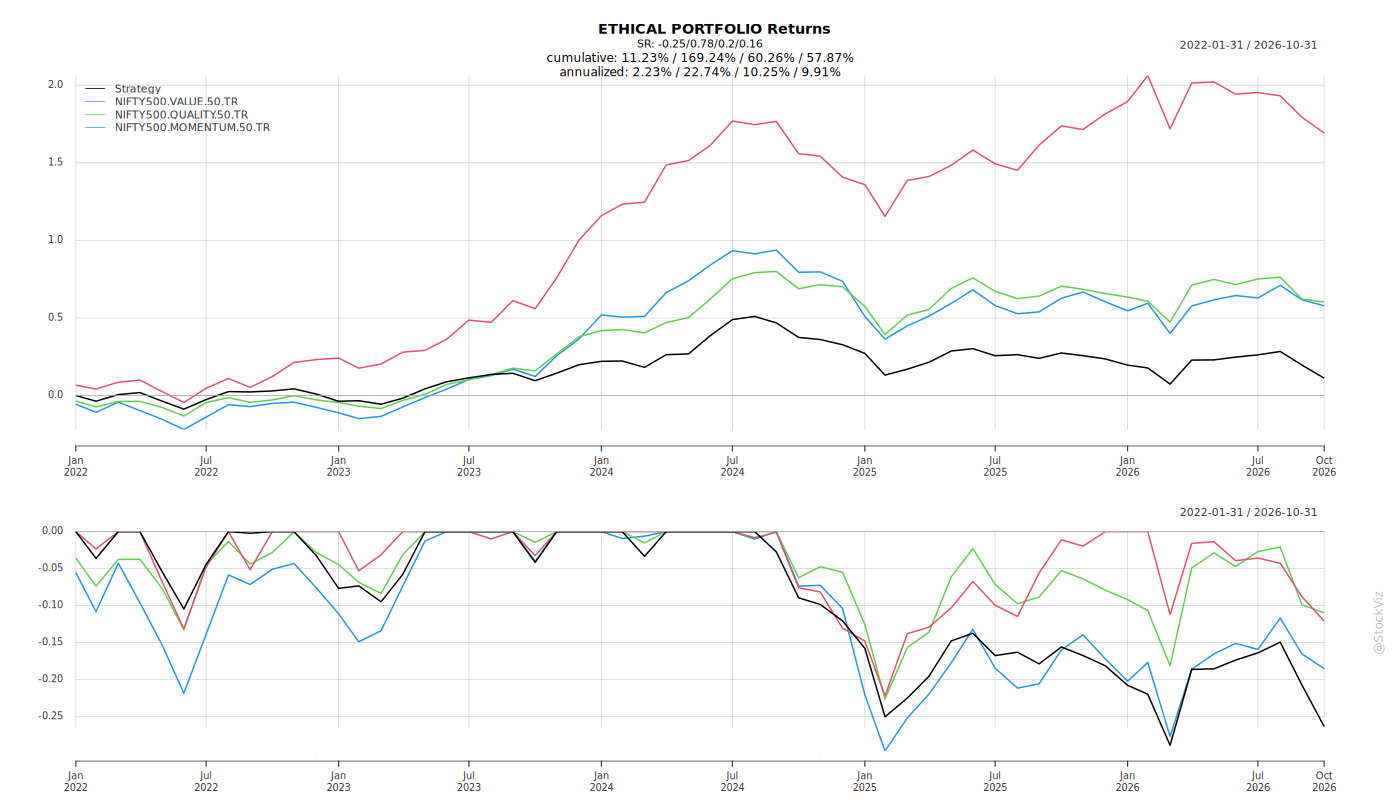 ETHICAL PORTFOLIO Returns
SR: -0.25/0.78/0.2/0.16
2022-01-31 / 2026-10-31
cumulative: 11.23% / 169.24% / 60.26% / 57.87%
annualized: 2.23% / 22.74% / 10.25% / 9.91%
Strategy
NIFTY500.VALUE.50.TR
NIFTY500.QUALITY.50.TR
NIFTY500.MOMENTUM.50.TR
2.0
1.5
1.0
0.5
0.0
Jan Jul Jan Jul Jan Jul Jan Jul Jan Jul Oct
2022 2022 2023 2023 2024 2024 2025 2025 2026 2026 2026
2022-01-31 / 2026-10-31
0.00
-0.05
-0.10
-0.15
-0.20
-0.25
Jan Jul Jan Jul Jan Jul Jan Jul Jan Jul Oct
2022 2022 2023 2023 2024 2024 2025 2025 2026 2026 2026
@StockViz